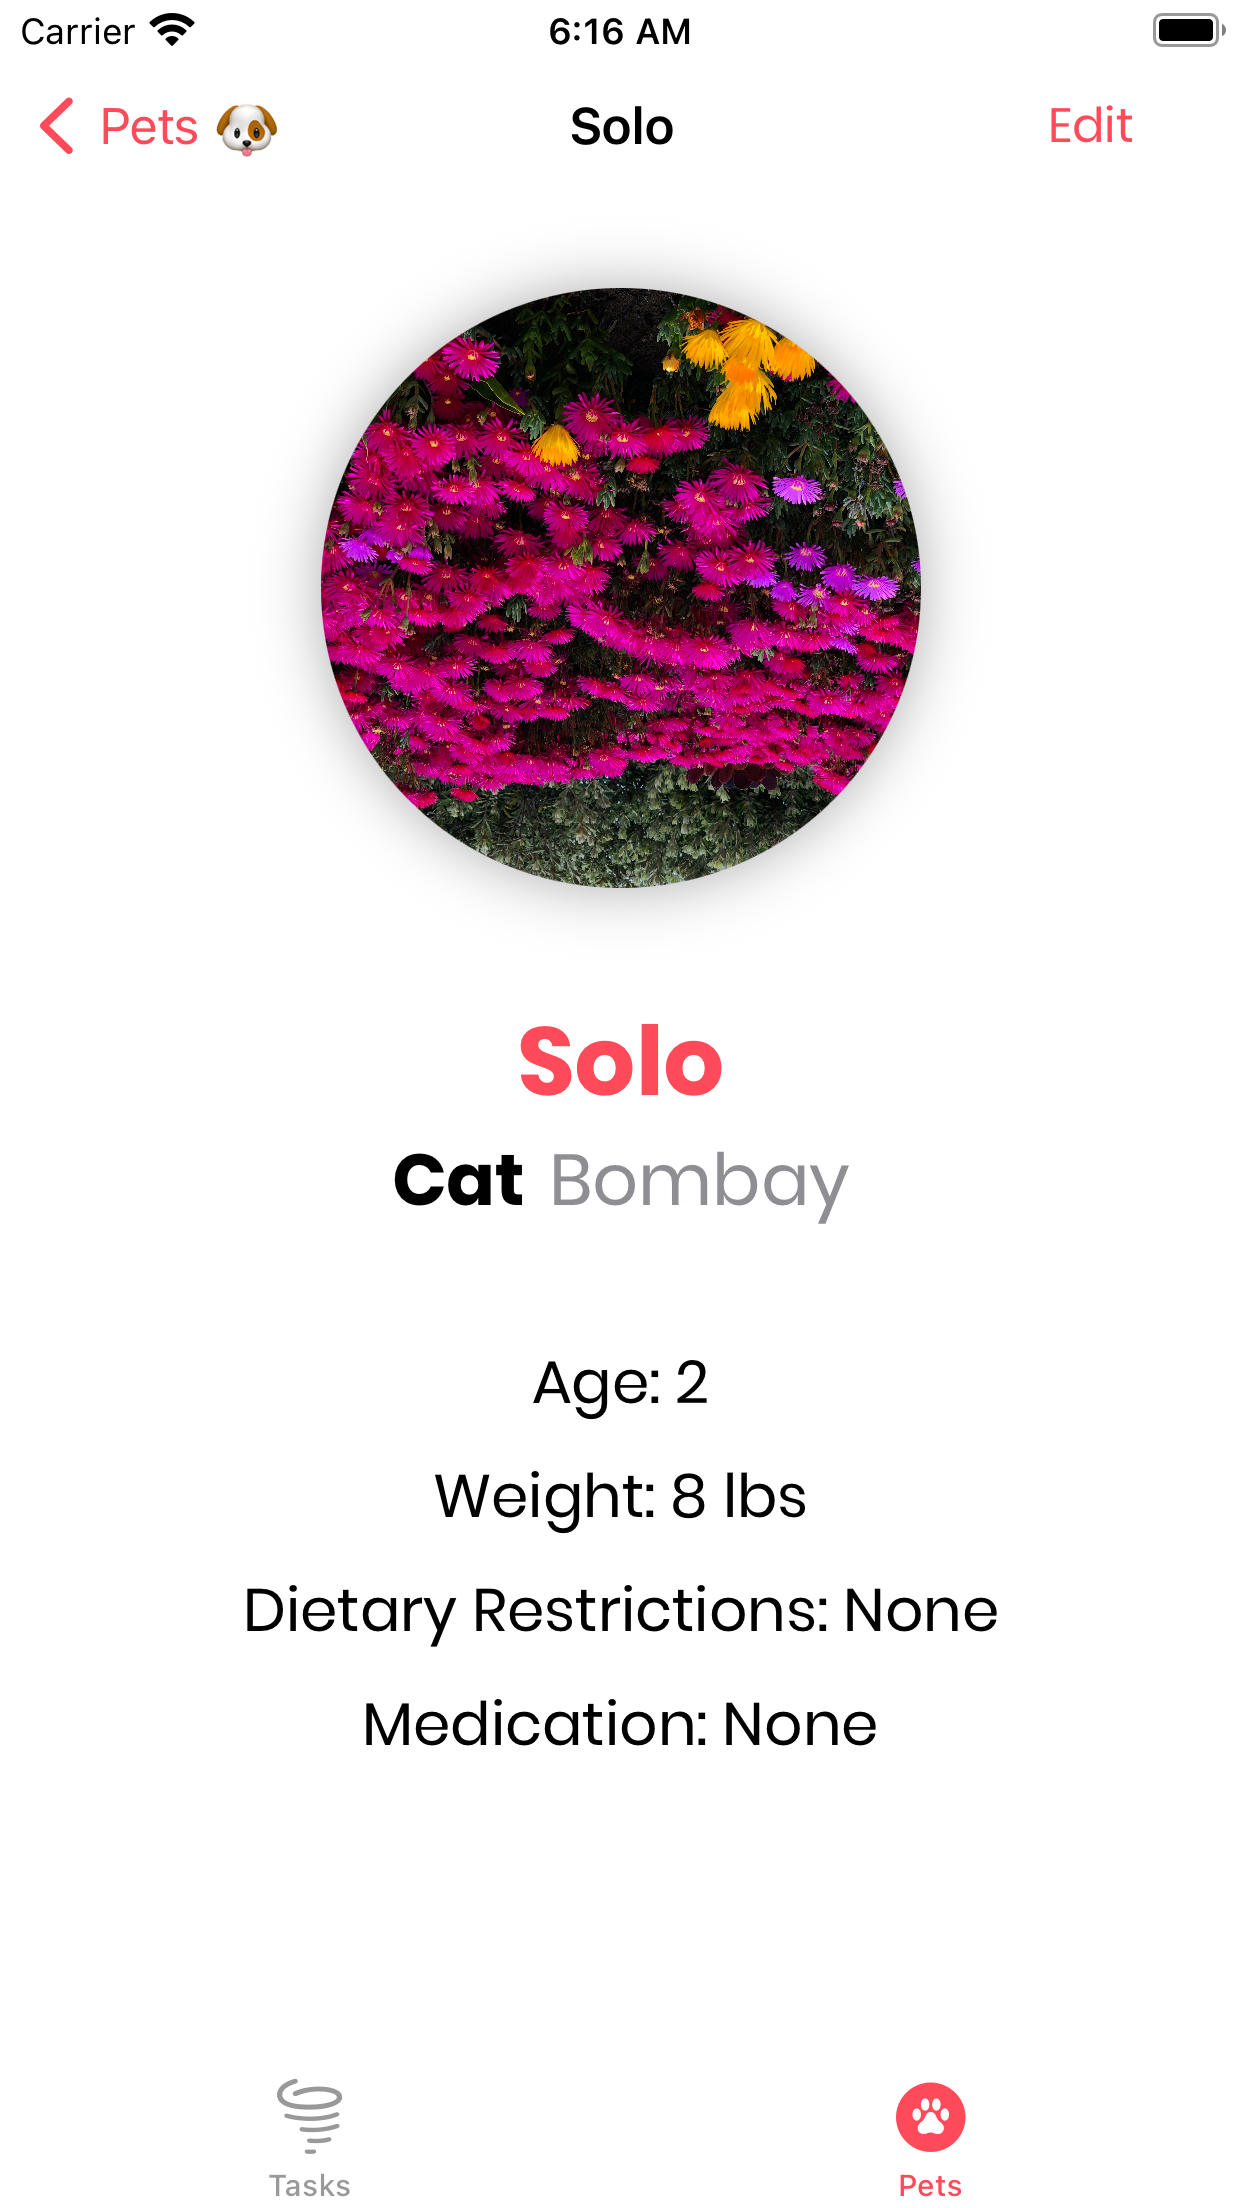 Carrier 6:16 AM
Pets 🐶 Solo Edit
Solo
Cat Bombay
Age: 2
Weight: 8 lbs
Dietary Restrictions: None
Medication: None
Tasks Pets